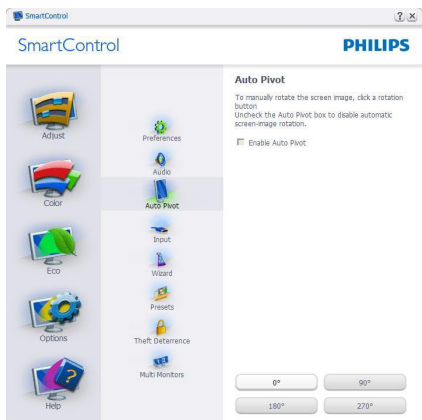 SmartControl
? x
SmartControl
PHILIPS
Adjust
Color
Eco
Options
Help
Preferences
Audio
Auto Pivot
Input
Wizard
Presets
Theft Deterrence
Multi Monitors
Auto Pivot
To manually rotate the screen image, click a rotation
button
Uncheck the Auto Pivot box to disable automatic
screen-image rotation.
Enable Auto Pivot
0°
90°
180°
270°